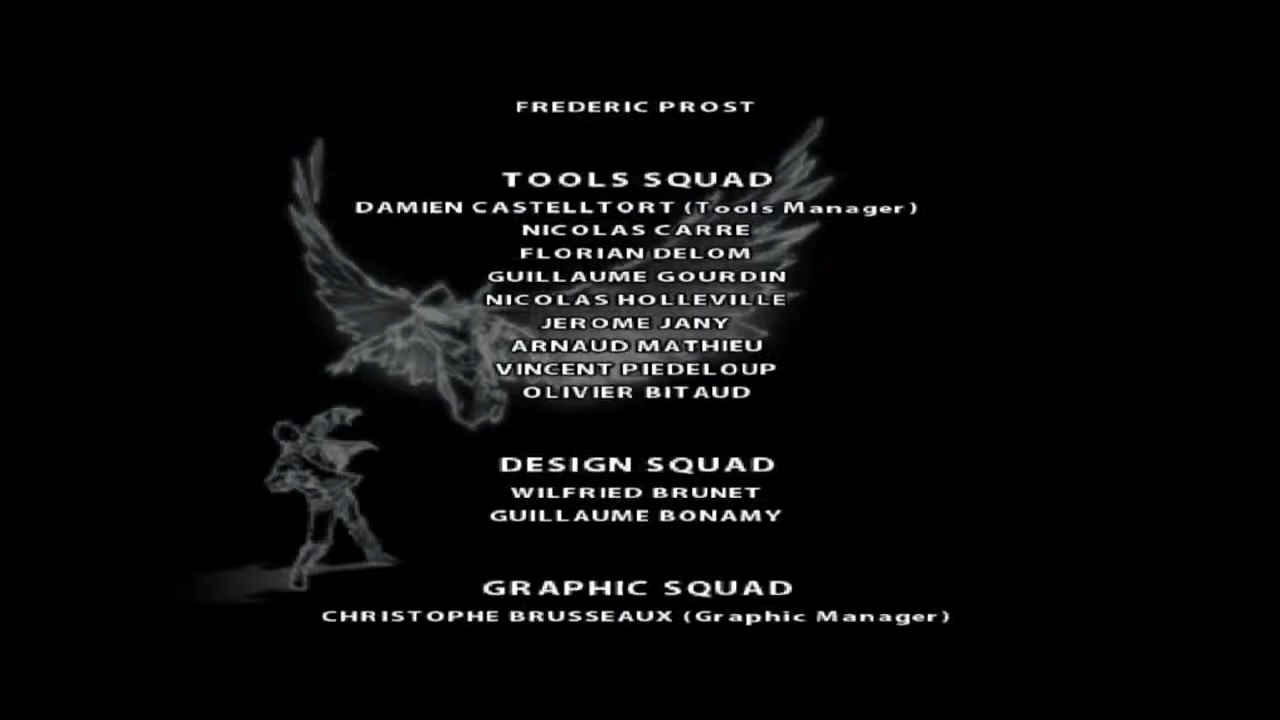 FREDERIC PROST
TOOLS SQUAD
DAMIEN CASTELLTORT (Tools Manager)
NICOLAS CARRE
FLORIAN DELOM
GUILLAUME GOURDIN
NICOLAS HOLLEVILLE
JEROME JANY
ARNAUD MATHIEU
VINCENT PIEDELOUP
OLIVIER BITAUD
DESIGN SQUAD
WILFRIED BRUNET
GUILLAUME BONAMY
GRAPHIC SQUAD
CHRISTOPHE BRUSSEAUX (Graphic Manager)